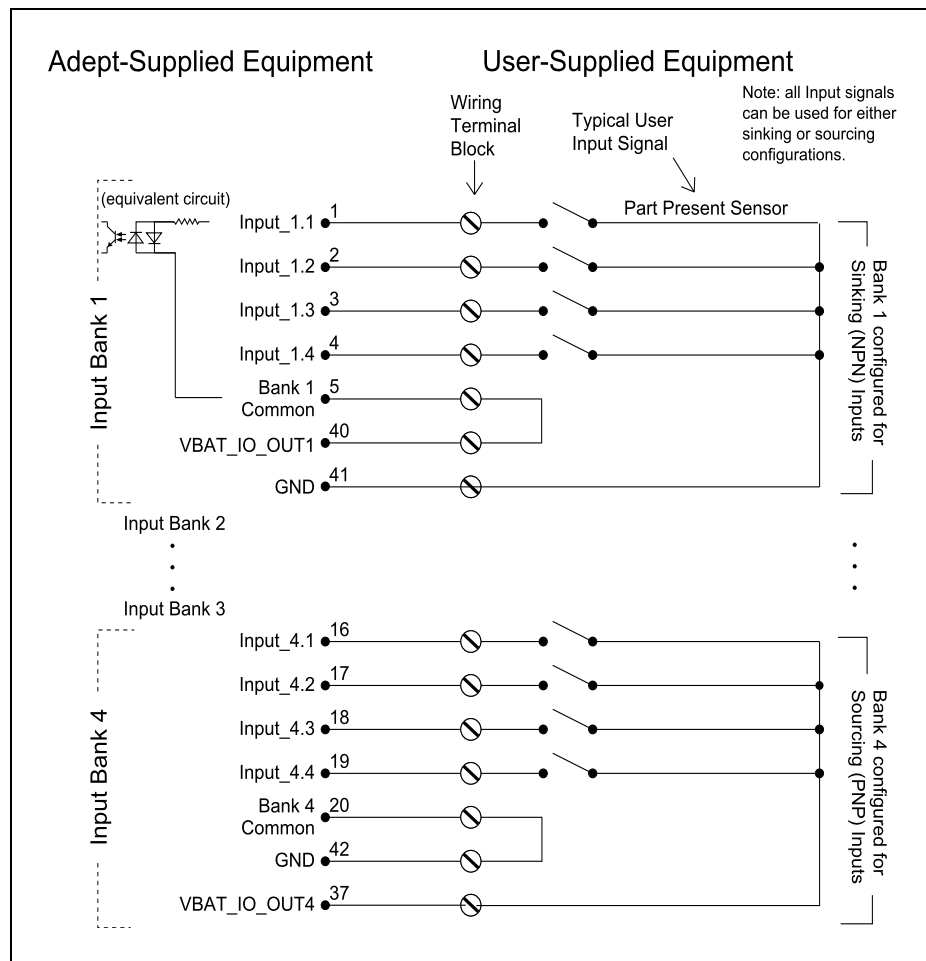 Adept-Supplied Equipment
User-Supplied Equipment
Note: all Input signals
can be used for either
sinking or sourcing
configurations.
Wiring
Terminal
Block
Typical User
Input Signal
(equivalent circuit)
Input Bank 1
Input_1.1 1
Part Present Sensor
Input_1.2 2
Input_1.3 3
Input_1.4 4
Bank 1 5
Common
VBAT_IO_OUT1 40
GND 41
Bank 1 configured for
Sinking (NPN) Inputs
Input Bank 2
Input Bank 3
Input Bank 4
Input_4.1 16
Input_4.2 17
Input_4.3 18
Input_4.4 19
Bank 4 20
Common
GND 42
VBAT_IO_OUT4 37
Bank 4 configured for
Sourcing (PNP) Inputs